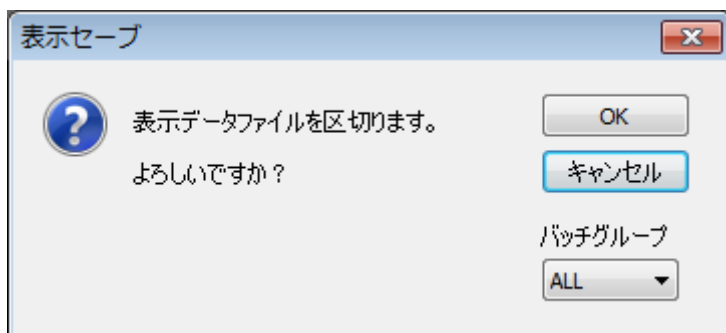 表示セーブ
表示データファイルを区切ります。
よろしいですか？
OK
キャンセル
バッチグループ
ALL